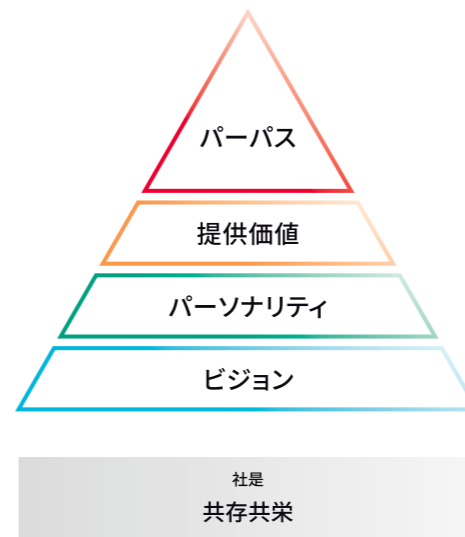 パーパス
提供価値
パーソナリティ
ビジョン
社是
共存共栄